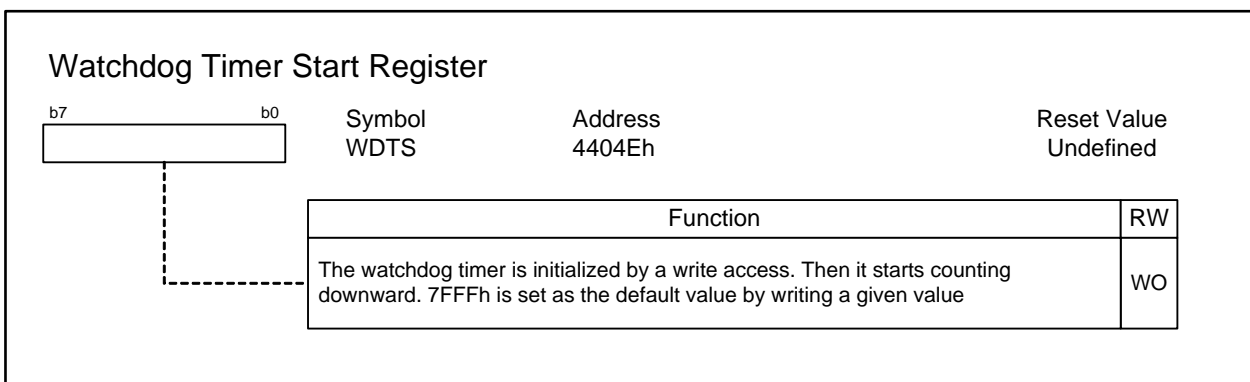 Watchdog Timer Start Register
b7 b0 Symbol Address Reset Value
WDTS 4404Eh Undefined
Function RW
The watchdog timer is initialized by a write access. Then it starts counting
downward. 7FFFh is set as the default value by writing a given value
WO